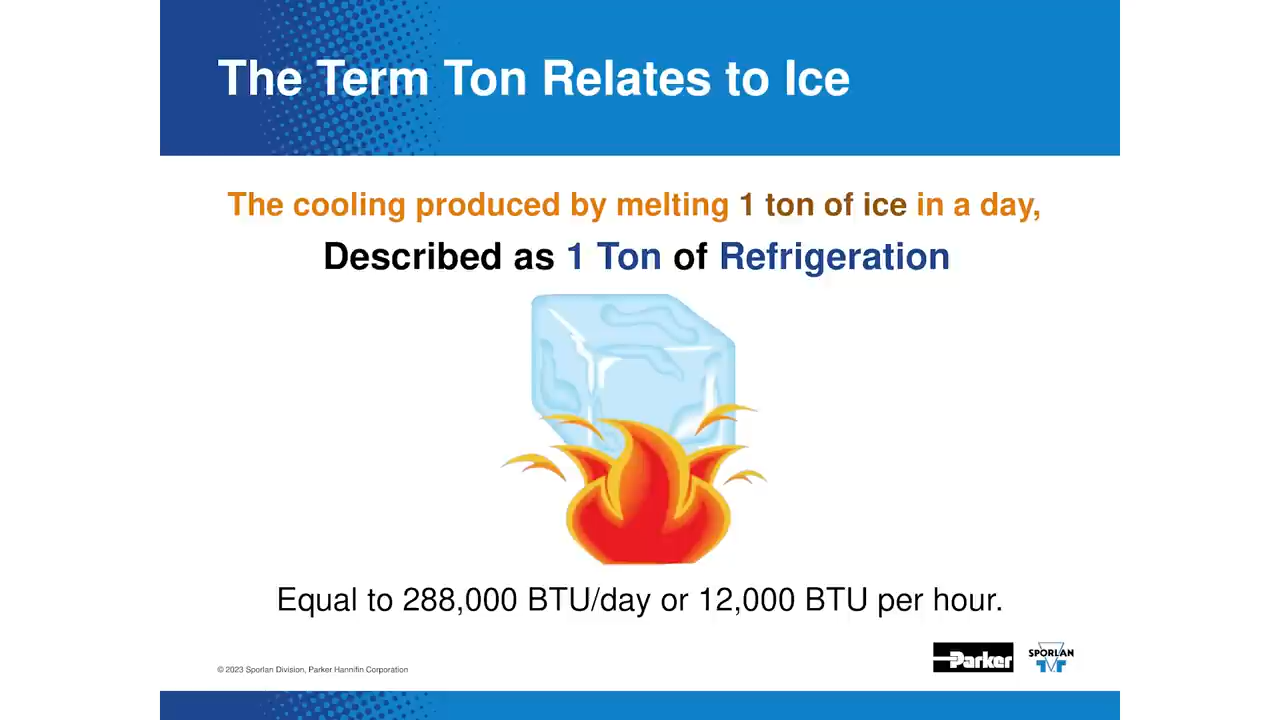 The Term Ton Relates to Ice
The cooling produced by melting 1 ton of ice in a day,
Described as 1 Ton of Refrigeration
Equal to 288,000 BTU/day or 12,000 BTU per hour.
© 2023 Sporlan Division, Parker Hannifin Corporation
Parker
SPORLAN